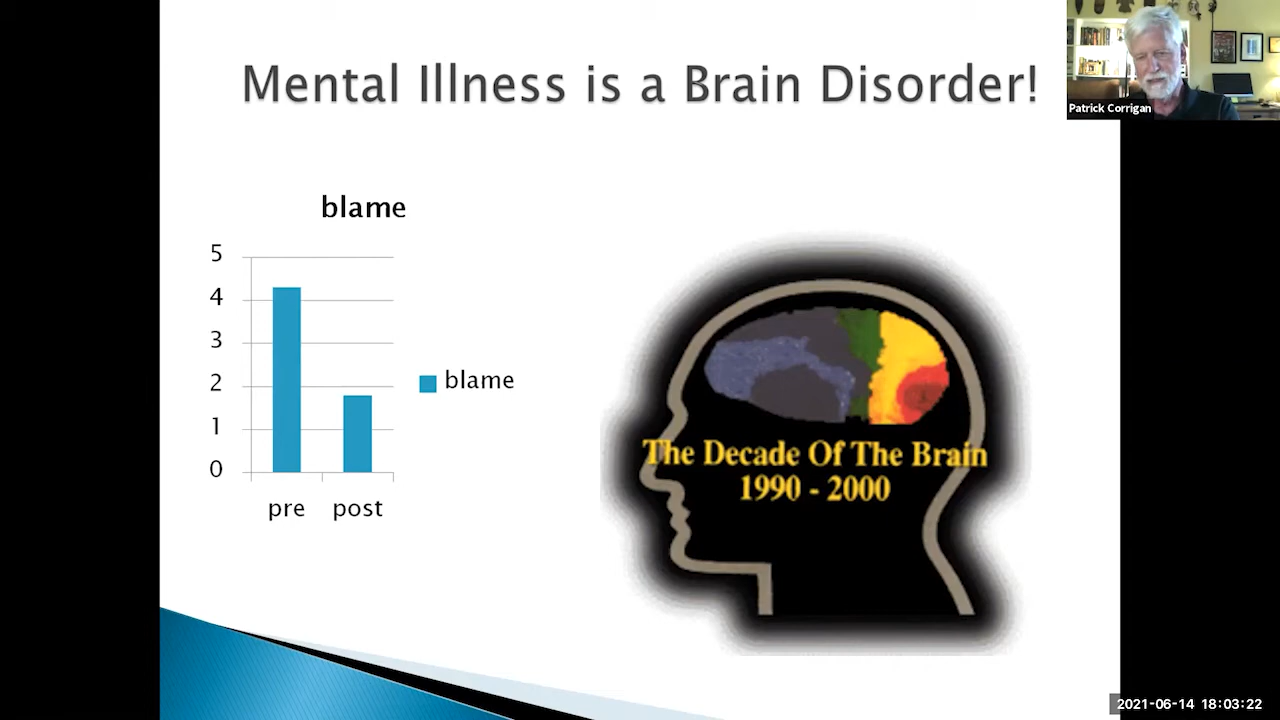 Mental Illness is a Brain Disorder!
Patrick Corrigan
blame
5
4
3
2
1
0
pre post
blame
The Decade Of The Brain
1990 - 2000
2021-06-14 18:03:22